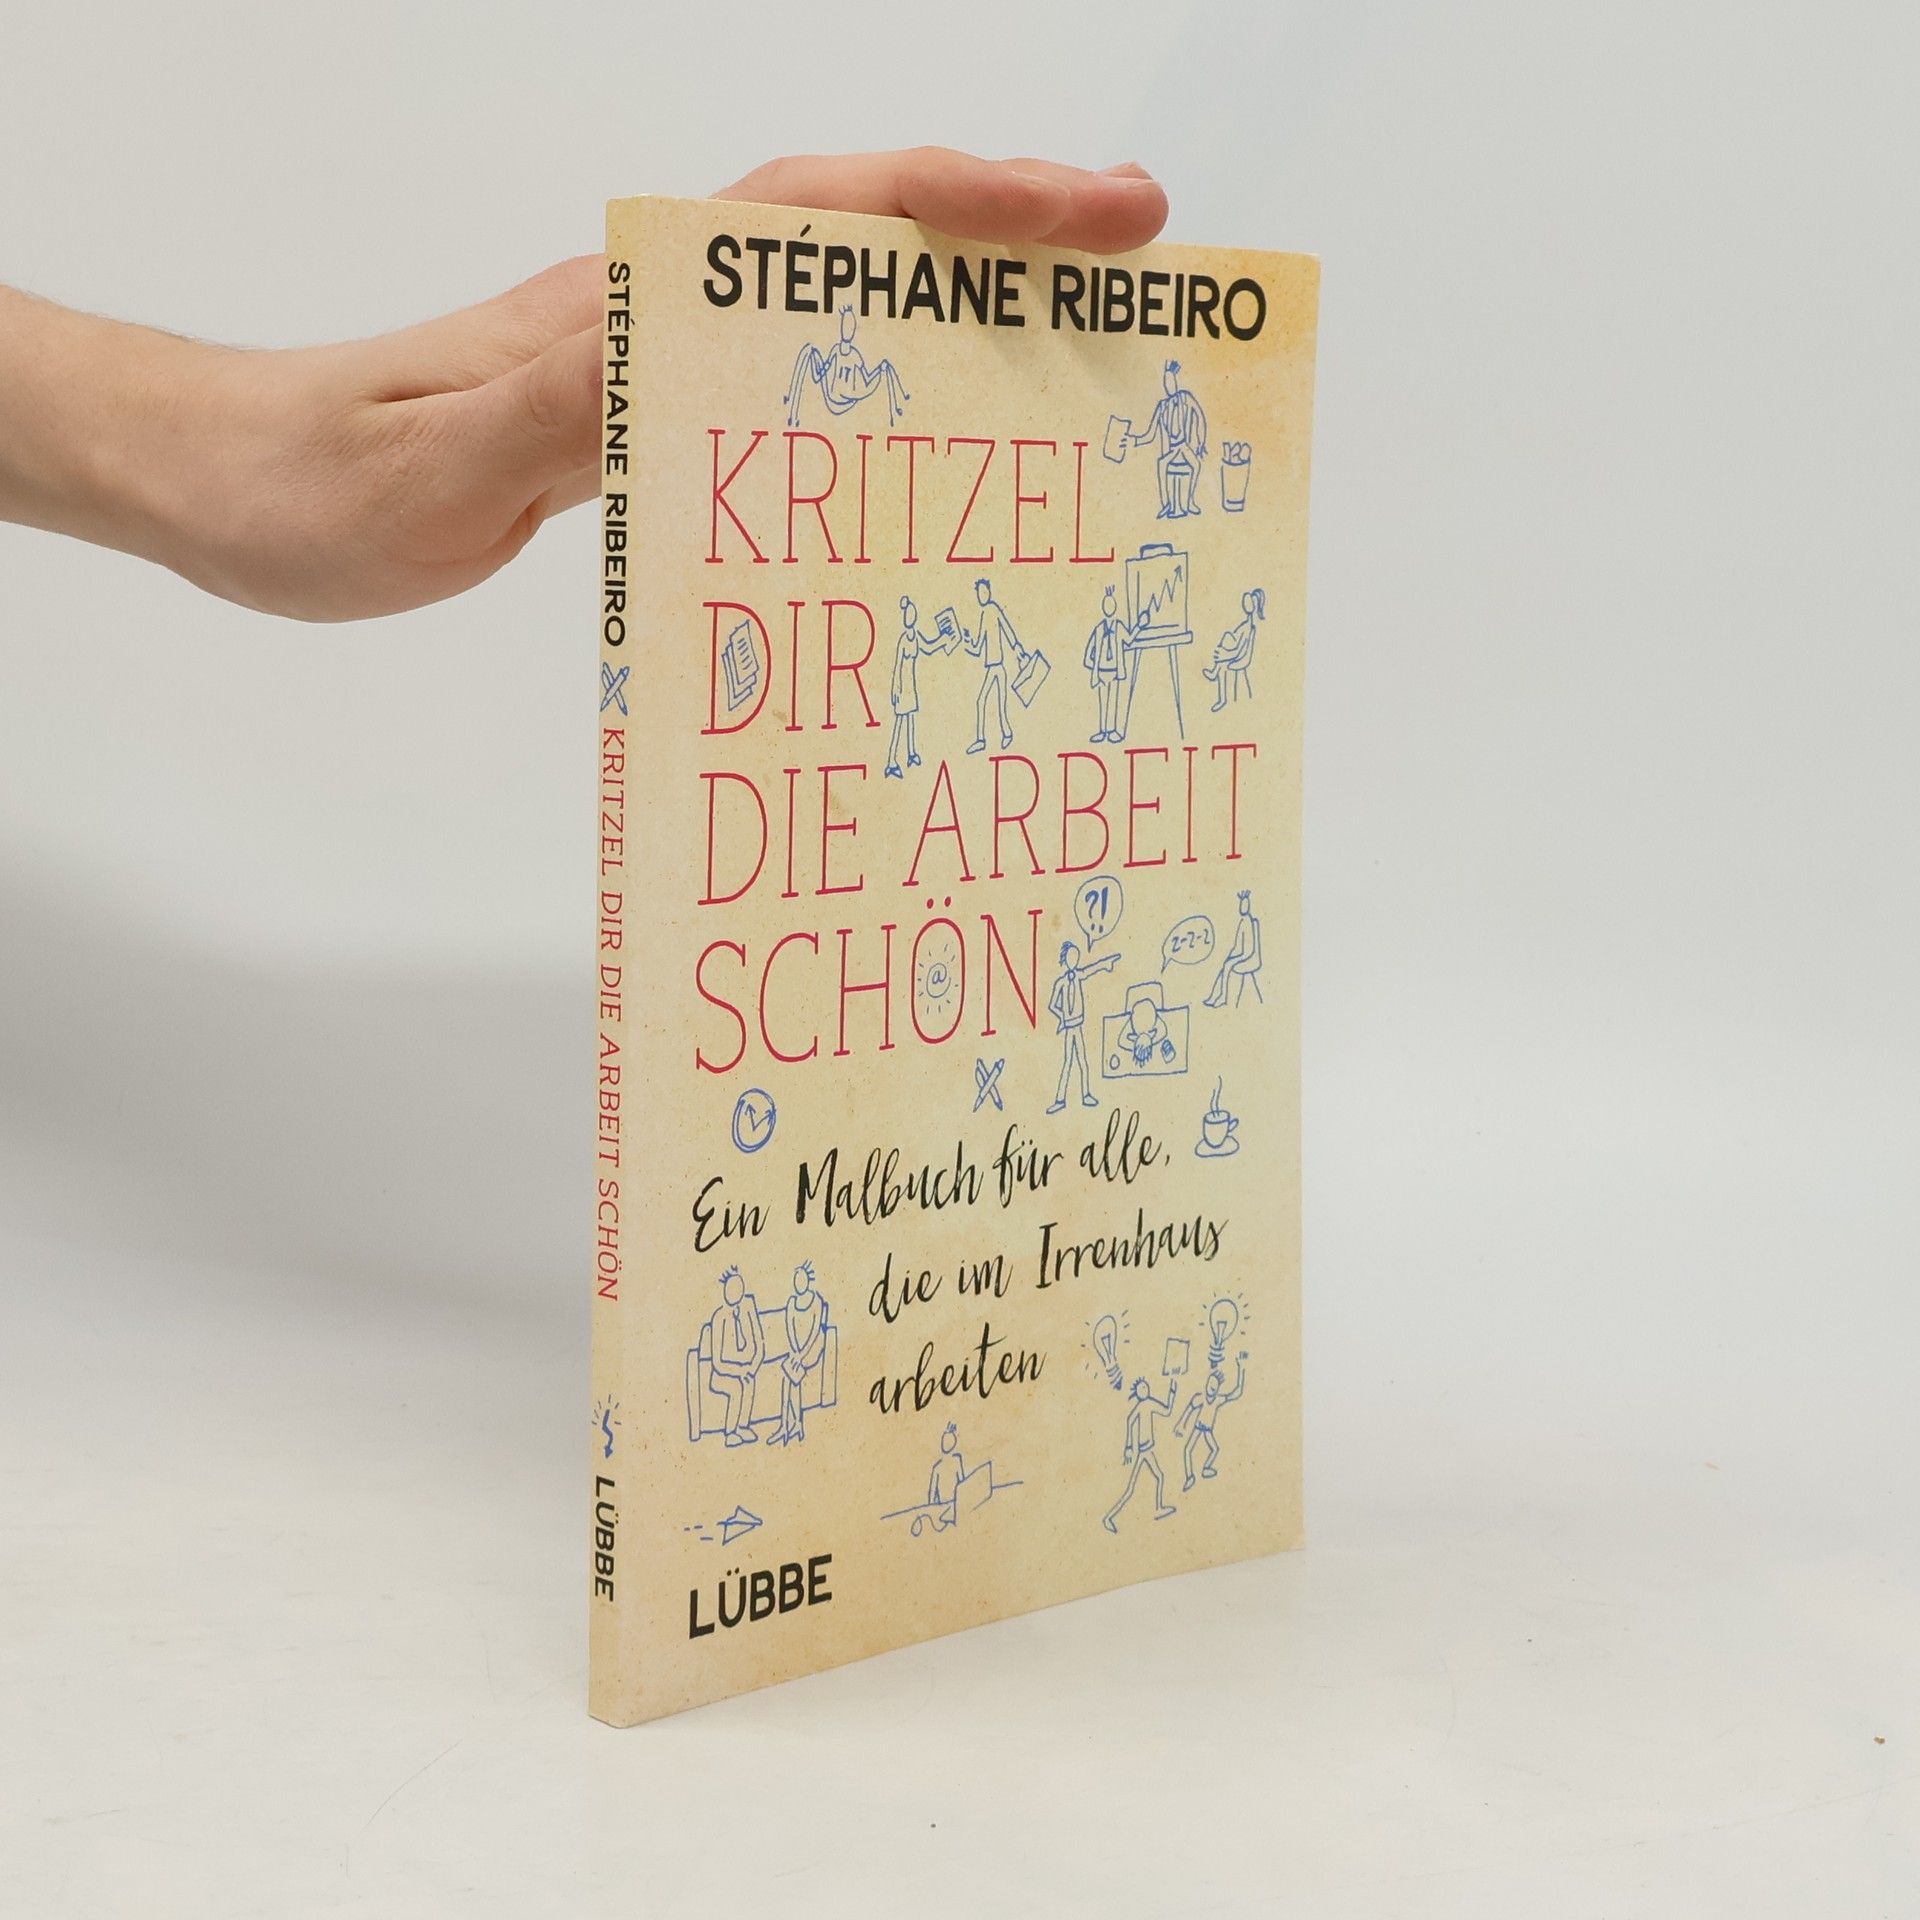 STÉPHANE RIBEIRO
IT
KRITZEL
DIR
DIE ARBEIT
SCHÖN
@
?!
z-z-z
Ein Malbuch für alle,
die im Irrenhaus
arbeiten
LÜBBE
STÉPHANE RIBEIRO KRITZEL DIR DIE ARBEIT SCHÖN LÜBBE